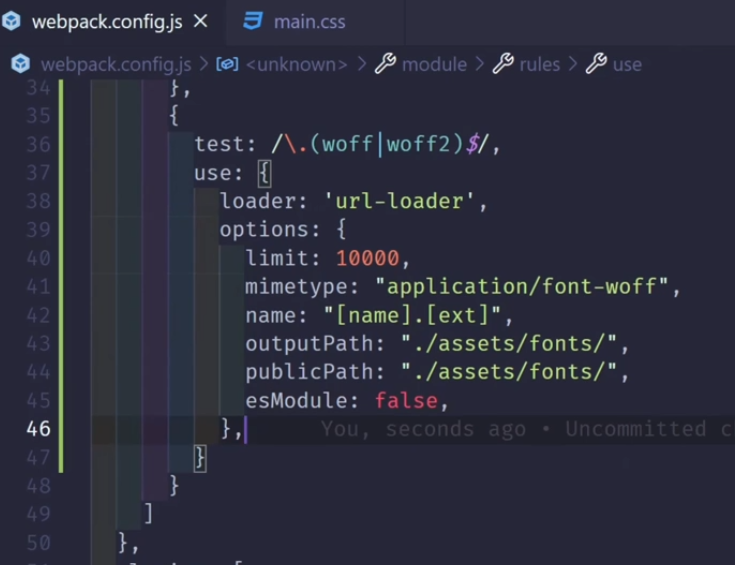 webpack.config.js
main.css
webpack.config.js > <unknown> > module > rules > use
34 },
35 {
36 test: /\.(woff|woff2)$/,
37 use: {
38 loader: 'url-loader',
39 options: {
40 limit: 10000,
41 mimetype: "application/font-woff",
42 name: "[name].[ext]",
43 outputPath: "./assets/fonts/",
44 publicPath: "./assets/fonts/",
45 esModule: false,
46 }, You, seconds ago • Uncommitted c
47 }
48 }
49 ]
50 },